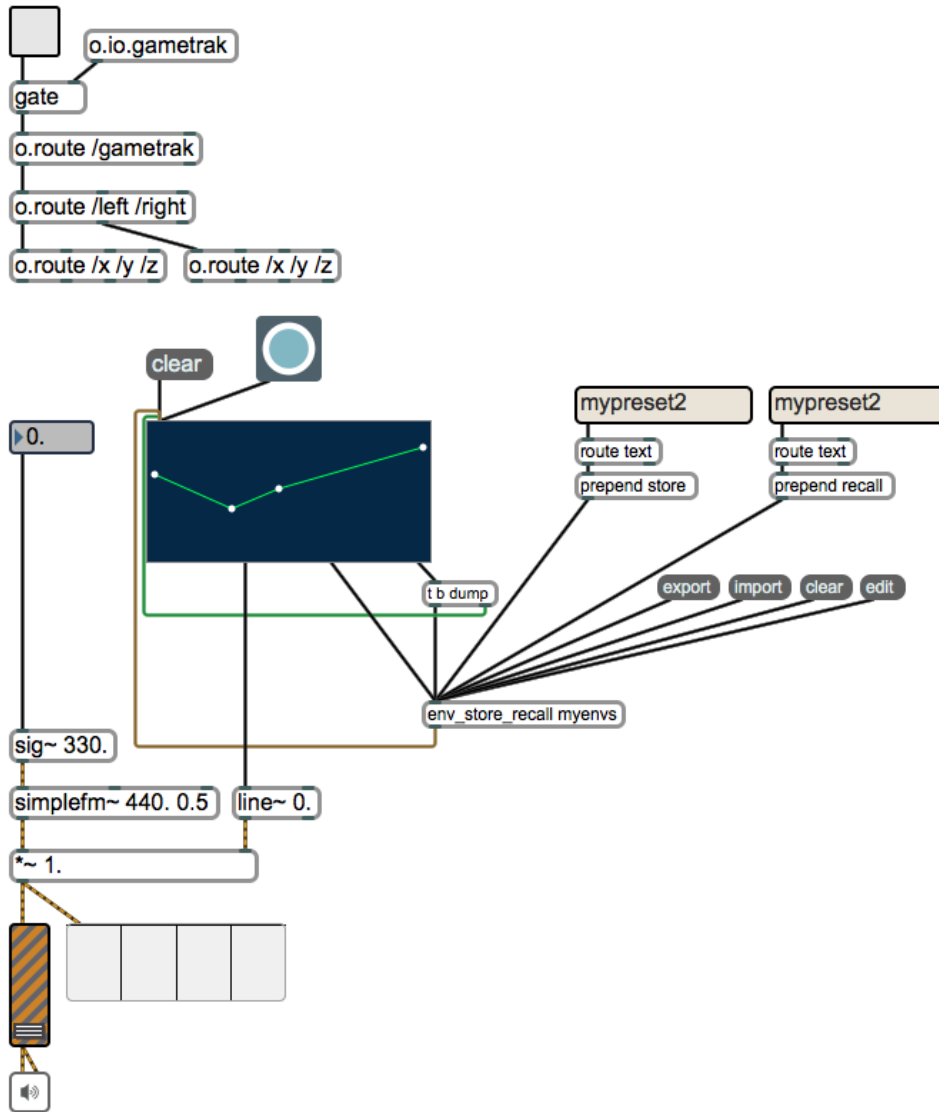 o.io.gametrak
gate
o.route /gametrak
o.route /left /right
o.route /x /y /z
o.route /x /y /z
clear
mypreset2
mypreset2
0.
route text
route text
prepend store
prepend recall
t b dump
export
import
clear
edit
env_store_recall myenvs
sig~ 330.
simplefm~ 440. 0.5
line~ 0.
*~ 1.